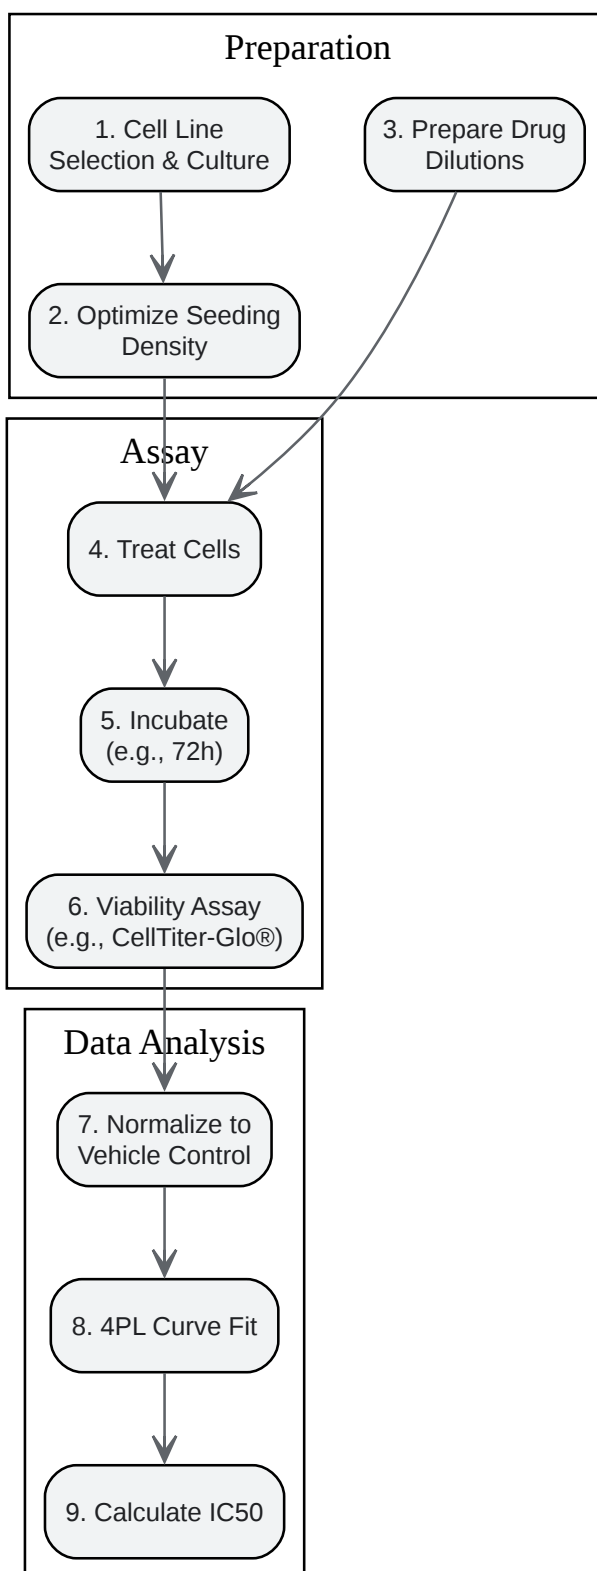 Preparation
1. Cell Line
Selection & Culture
3. Prepare Drug
Dilutions
2. Optimize Seeding
Density
Assay
4. Treat Cells
5. Incubate
(e.g., 72h)
6. Viability Assay
(e.g., CellTiter-Glo®)
Data Analysis
7. Normalize to
Vehicle Control
8. 4PL Curve Fit
9. Calculate IC50